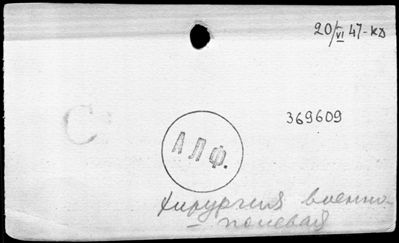 20/VI 47-кд
369609
С
АЛФ.
хирургия военно-
- полевая